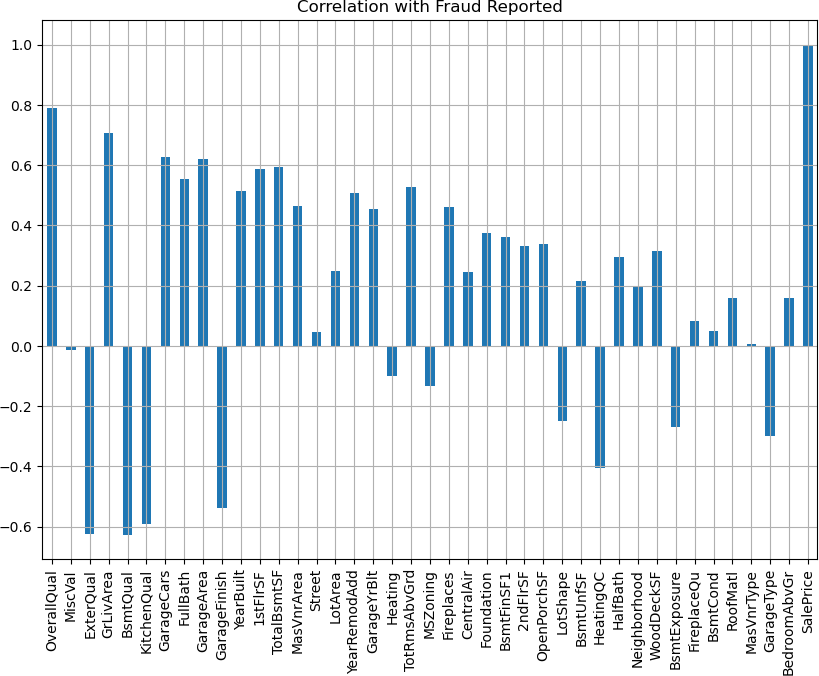 Correlation with Fraud Reported
1.0
0.8
0.6
0.4
0.2
0.0
−0.2
−0.4
−0.6
OverallQual
MiscVal
ExterQual
GrLivArea
BsmtQual
KitchenQual
GarageCars
FullBath
GarageArea
GarageFinish
YearBuilt
1stFlrSF
TotalBsmtSF
MasVnrArea
Street
LotArea
YearRemodAdd
GarageYrBlt
Heating
TotRmsAbvGrd
MSZoning
Fireplaces
CentralAir
Foundation
BsmtFinSF1
2ndFlrSF
OpenPorchSF
LotShape
BsmtUnfSF
HeatingQC
HalfBath
Neighborhood
WoodDeckSF
BsmtExposure
FireplaceQu
BsmtCond
RoofMatl
MasVnrType
GarageType
BedroomAbvGr
SalePrice